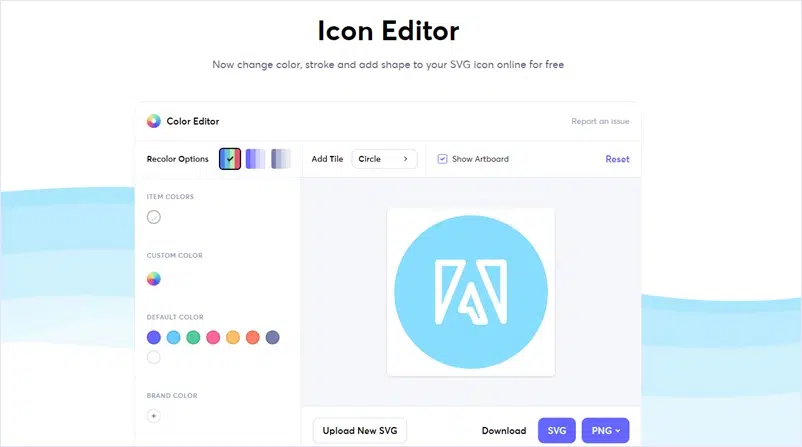 Icon Editor
Now change color, stroke and add shape to your SVG icon online for free
Color Editor
Report an issue
Recolor Options
Add Tile
Circle
Show Artboard
Reset
ITEM COLORS
CUSTOM COLOR
DEFAULT COLOR
BRAND COLOR
Upload New SVG
Download
SVG
PNG